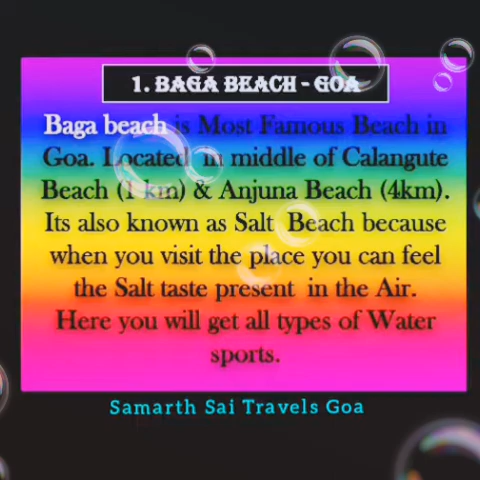 1. BAGA BEACH - GOA
Baga beach is Most Famous Beach in
Goa. Located in middle of Calangute
Beach (1 km) & Anjuna Beach (4km).
Its also known as Salt Beach because
when you visit the place you can feel
the Salt taste present in the Air.
Here you will get all types of Water
sports.
Samarth Sai Travels Goa